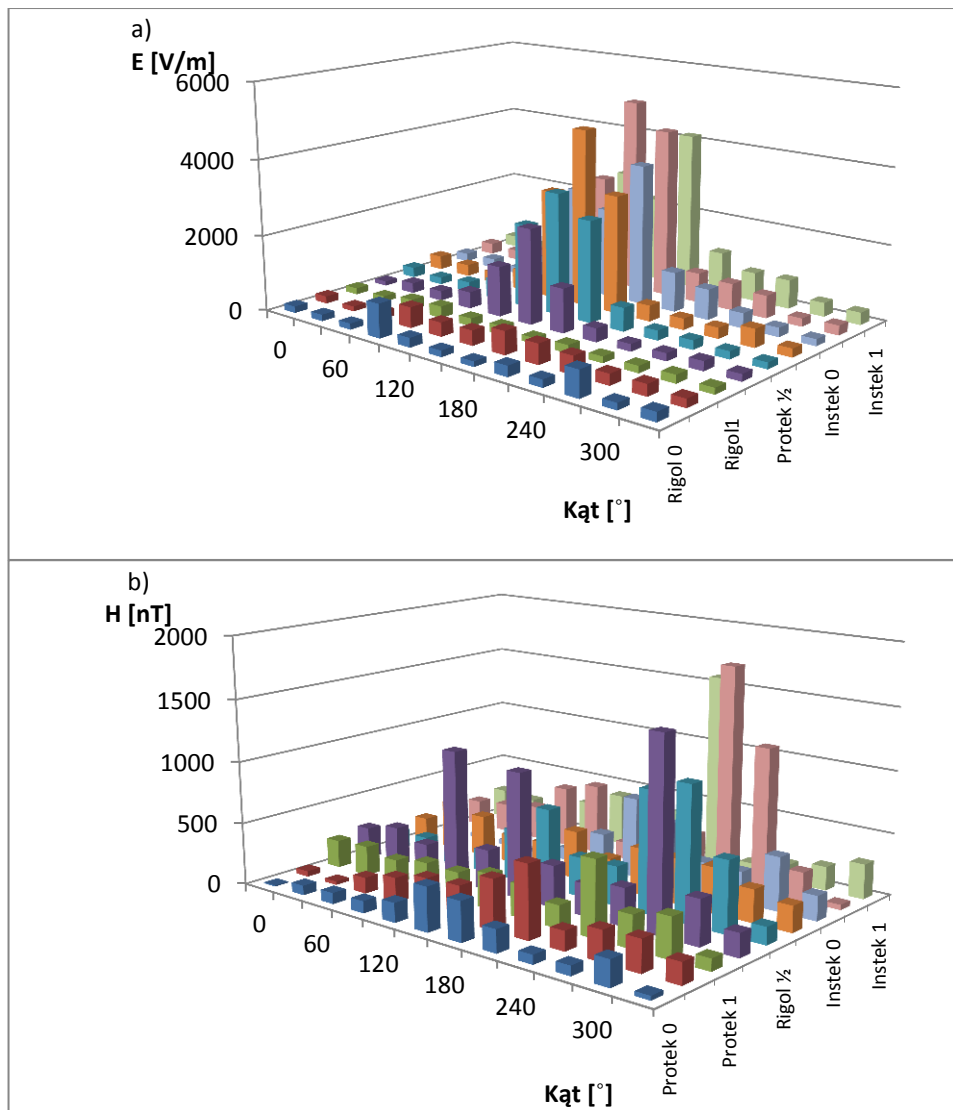 a)
E [V/m]
6000
4000
2000
0
0
60
120
180
240
300
Kąt [°]
Rigol 0
Rigol1
Protek ½
Instek 0
Instek 1
b)
H [nT]
2000
1500
1000
500
0
0
60
120
180
240
300
Kąt [°]
Protek 0
Protek 1
Rigol ½
Instek 0
Instek 1